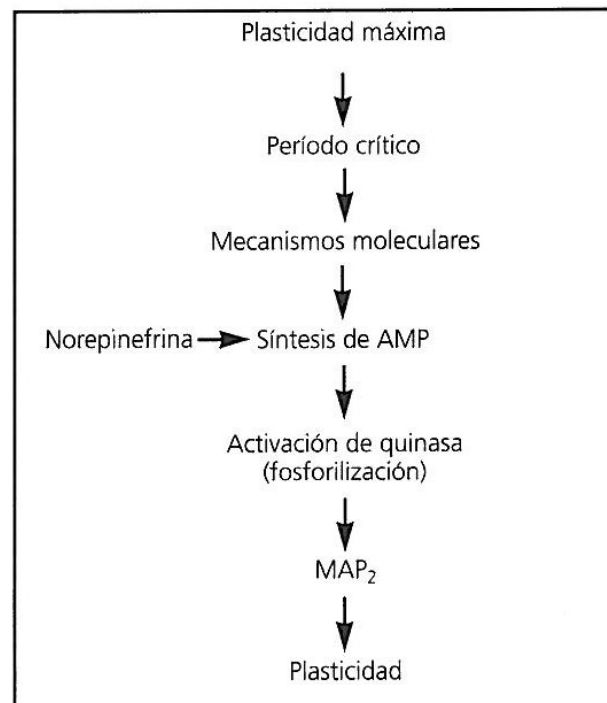 Plasticidad máxima
Período crítico
Mecanismos moleculares
Norepinefrina Síntesis de AMP
Activación de quinasa
(fosforilización)
MAP₂
Plasticidad